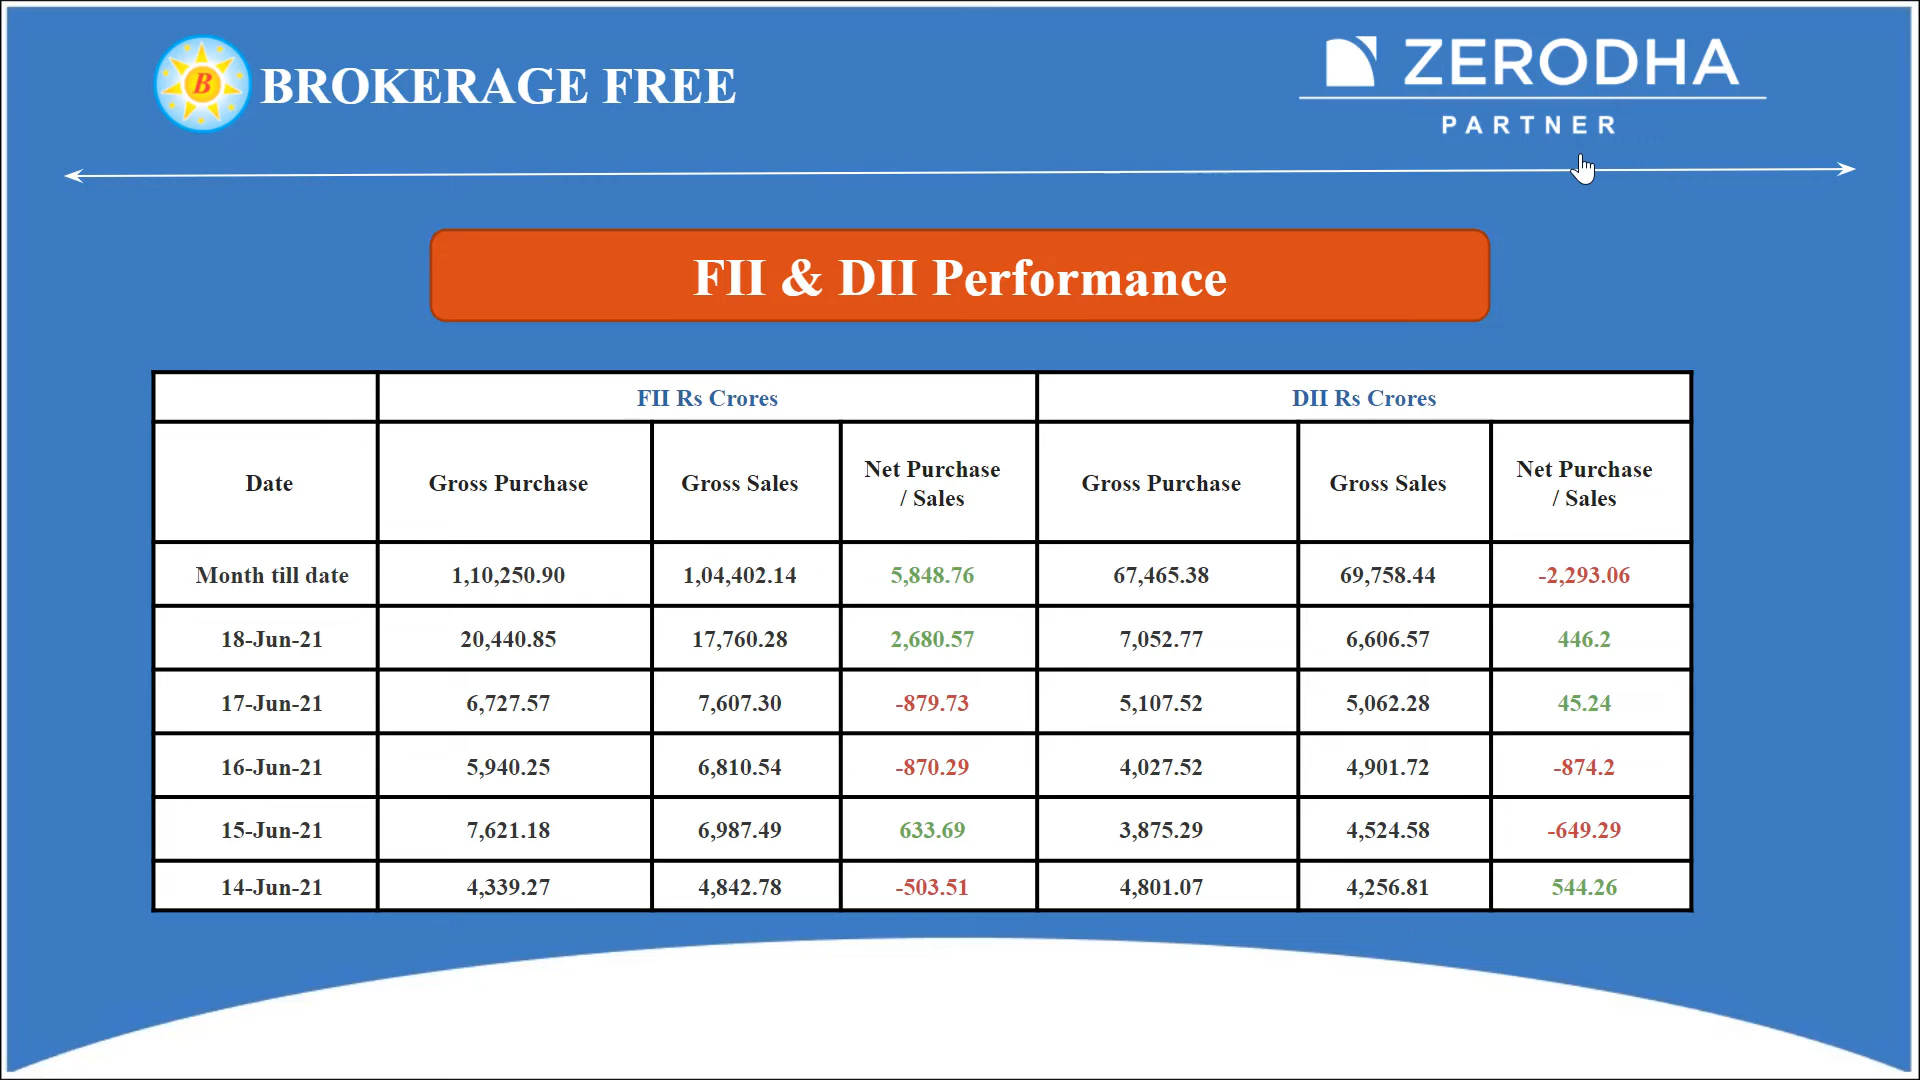 B BROKERAGE FREE
ZERODHA
PARTNER
FII & DII Performance
FII Rs Crores DII Rs Crores
Date Gross Purchase Gross Sales Net Purchase / Sales Gross Purchase Gross Sales Net Purchase / Sales
Month till date 1,10,250.90 1,04,402.14 5,848.76 67,465.38 69,758.44 -2,293.06
18-Jun-21 20,440.85 17,760.28 2,680.57 7,052.77 6,606.57 446.2
17-Jun-21 6,727.57 7,607.30 -879.73 5,107.52 5,062.28 45.24
16-Jun-21 5,940.25 6,810.54 -870.29 4,027.52 4,901.72 -874.2
15-Jun-21 7,621.18 6,987.49 633.69 3,875.29 4,524.58 -649.29
14-Jun-21 4,339.27 4,842.78 -503.51 4,801.07 4,256.81 544.26